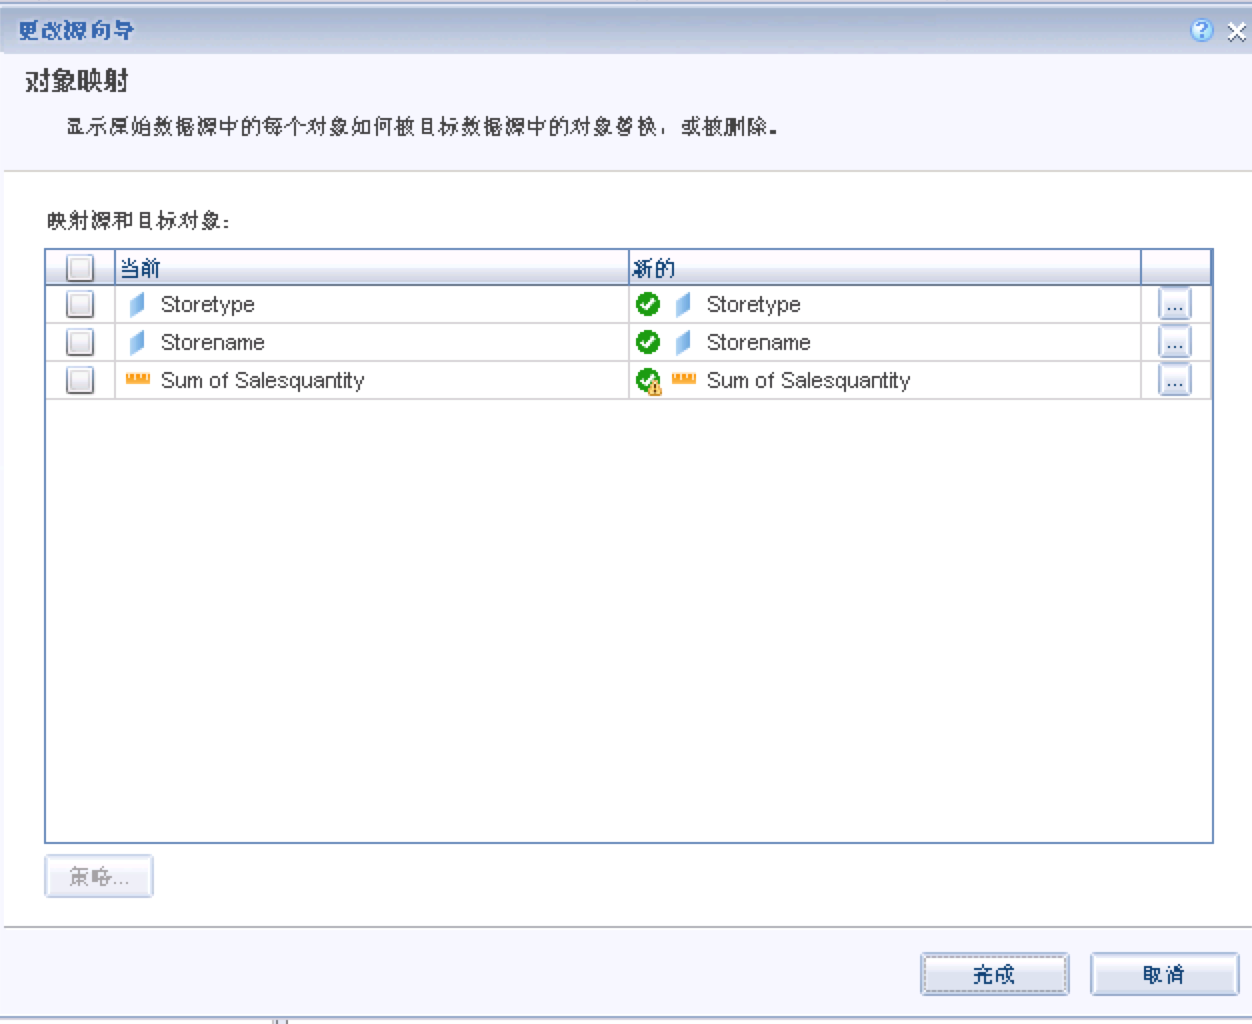 更改源向导
对象映射
显示原始数据源中的每个对象如何被目标数据源中的对象替换，或被删除。
映射源和目标对象：
当前 新的
Storetype Storetype ...
Storename Storename ...
Sum of Salesquantity Sum of Salesquantity ...
策略...
完成 取消